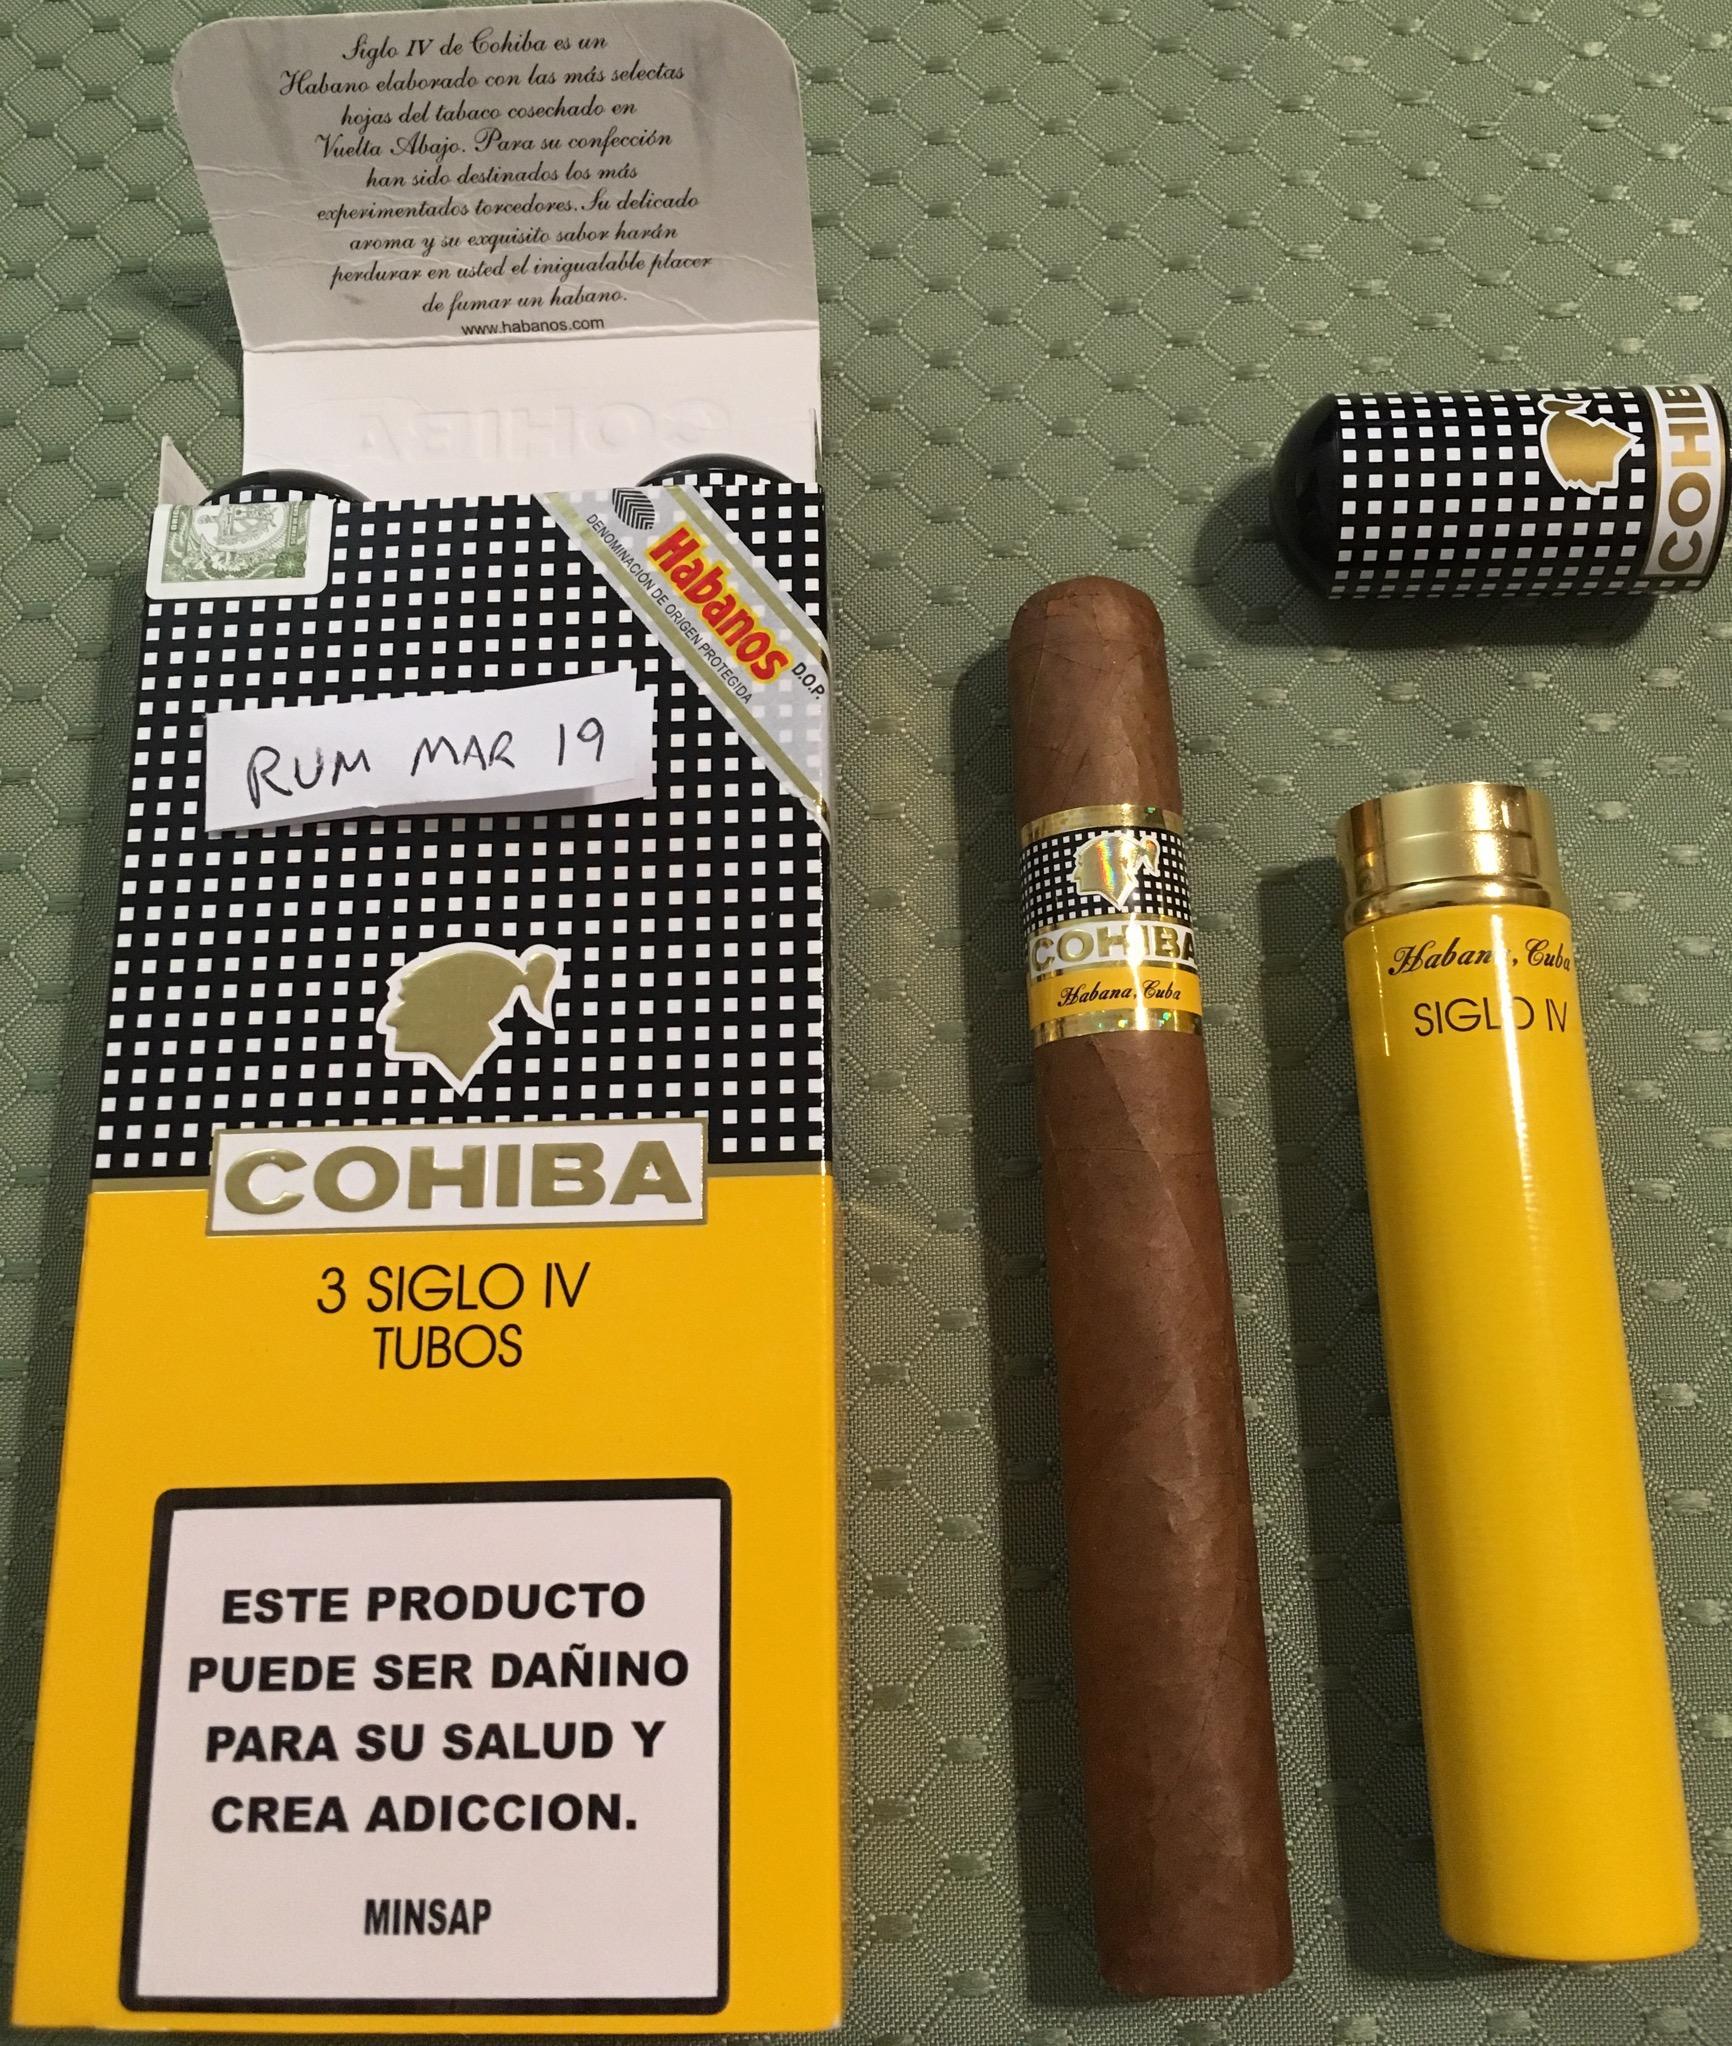 Siglo IV de Cohiba es un
Habano elaborado con las más selectas
hojas del tabaco cosechado en
Vuelta Abajo. Para su confección
han sido destinados los más
experimentados torcedores. Su delicado
aroma y su exquisito sabor harán
perdurar en usted el inigualable placer
de fumar un habano.
www.habanos.com
COHIBA
Habanos
D.O.P.
DENOMINACIÓN DE ORIGEN PROTEGIDA
RUM MAR 19
COHIBA
3 SIGLO IV
TUBOS
ESTE PRODUCTO
PUEDE SER DAÑINO
PARA SU SALUD Y
CREA ADICCION.
MINSAP
COHIBA
Habana, Cuba
COHIB
Habana, Cuba
SIGLO IV